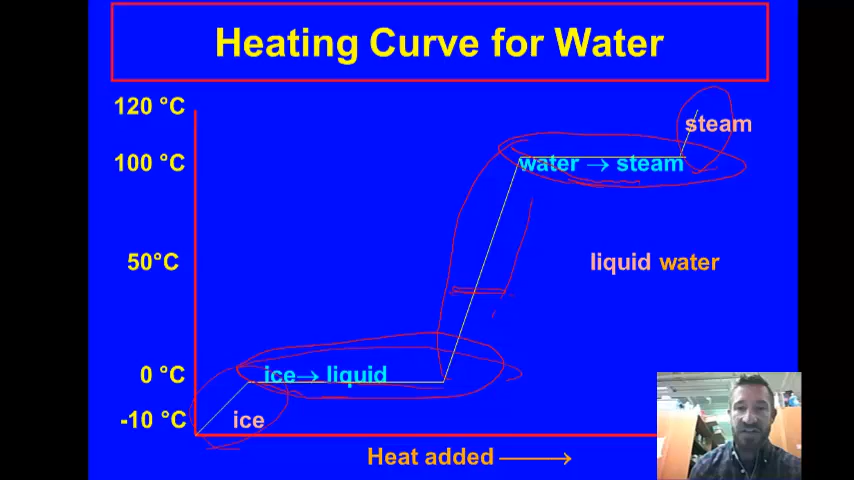 Heating Curve for Water
120 °C
steam
100 °C
water → steam
50°C
liquid water
0 °C
ice→ liquid
-10 °C
ice
Heat added →